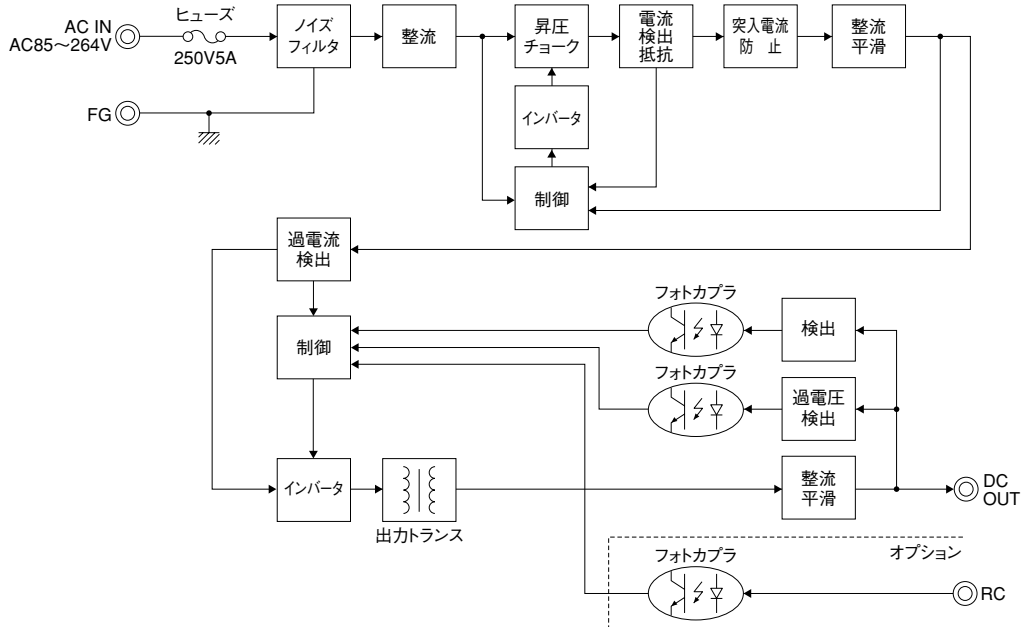 AC IN
AC85～264V
ヒューズ
250V5A
ノイズ
フィルタ
整流
昇圧
チョーク
電流
検出
抵抗
突入電流
防 止
整流
平滑
FG
インバータ
制御
過電流
検出
制御
フォトカプラ
検出
フォトカプラ
過電圧
検出
インバータ
出力トランス
整流
平滑
DC
OUT
オプション
フォトカプラ
RC